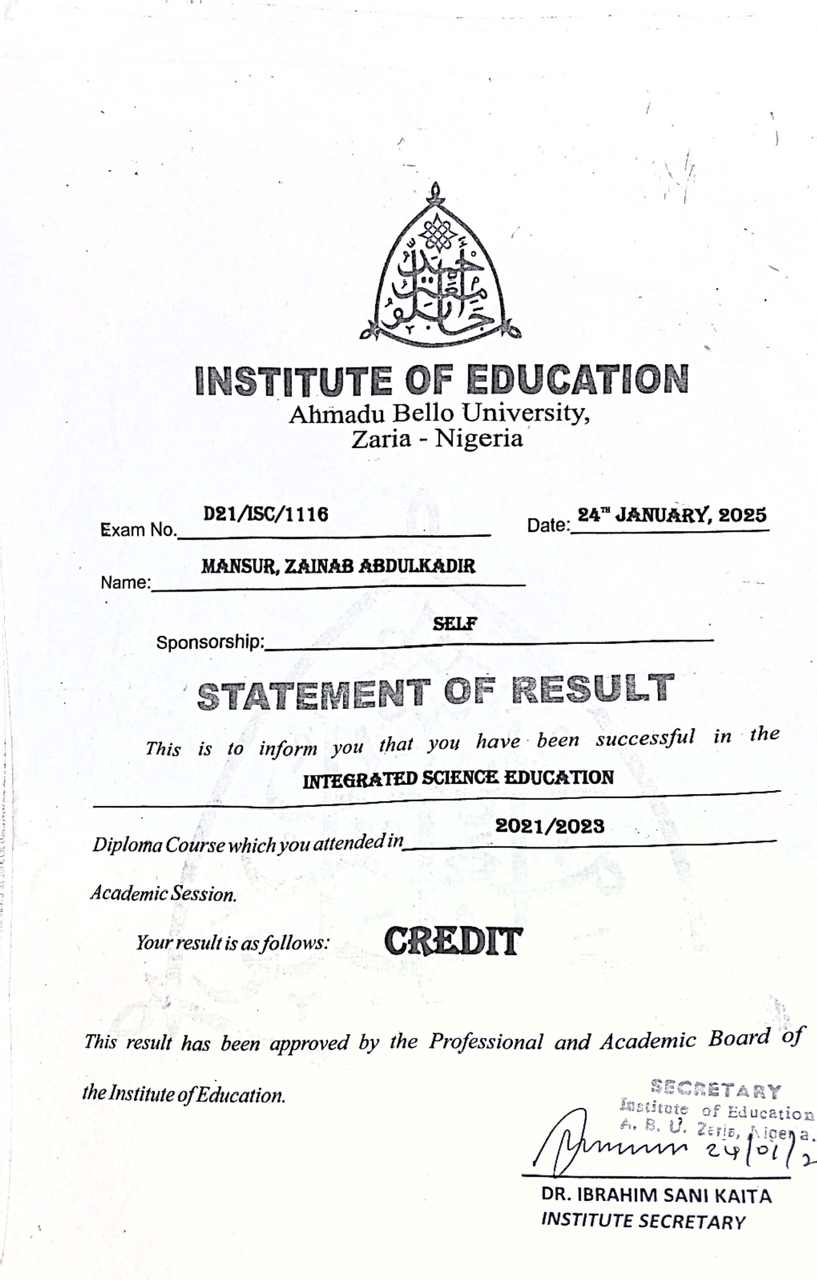 INSTITUTE OF EDUCATION
Ahmadu Bello University,
Zaria - Nigeria
Exam No. D21/ISC/1116 Date: 24TH JANUARY, 2025
Name: MANSUR, ZAINAB ABDULKADIR
Sponsorship: SELF
STATEMENT OF RESULT
This is to inform you that you have been successful in the
INTEGRATED SCIENCE EDUCATION
Diploma Course which you attended in 2021/2023
Academic Session.
Your result is as follows: CREDIT
This result has been approved by the Professional and Academic Board of
the Institute of Education.
SECRETARY
Institute of Education
A. B. U. Zaria, Nigeria.
24/01/2
DR. IBRAHIM SANI KAITA
INSTITUTE SECRETARY